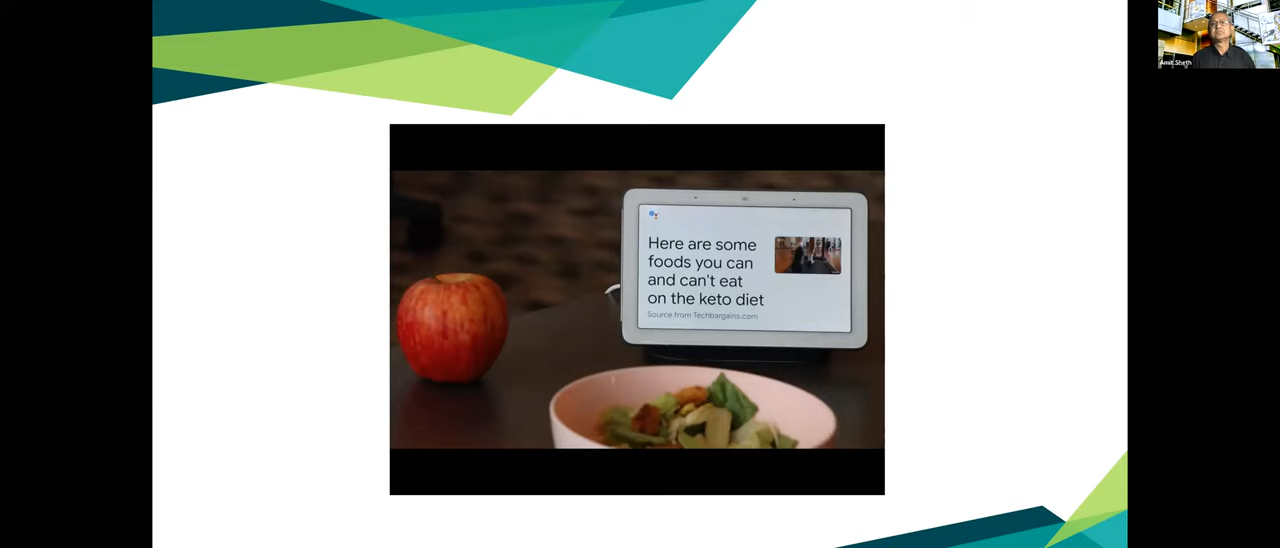 Amit Sheth
Here are some
foods you can
and can't eat
on the keto diet
Source from Techbargains.com